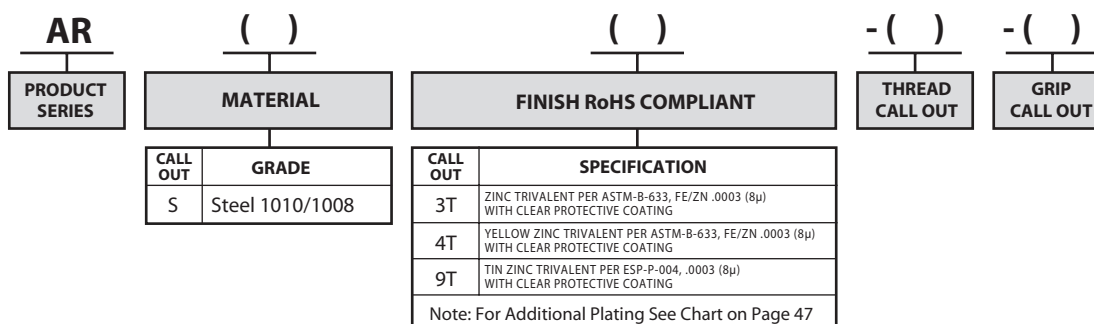 AR ( ) ( ) - ( ) - ( )
PRODUCT
SERIES
MATERIAL
FINISH RoHS COMPLIANT
THREAD
CALL OUT
GRIP
CALL OUT
CALL
OUT
GRADE
S Steel 1010/1008
CALL
OUT
SPECIFICATION
3T ZINC TRIVALENT PER ASTM-B-633, FE/ZN .0003 (8µ)
WITH CLEAR PROTECTIVE COATING
4T YELLOW ZINC TRIVALENT PER ASTM-B-633, FE/ZN .0003 (8µ)
WITH CLEAR PROTECTIVE COATING
9T TIN ZINC TRIVALENT PER ESP-P-004, .0003 (8µ)
WITH CLEAR PROTECTIVE COATING
Note: For Additional Plating See Chart on Page 47